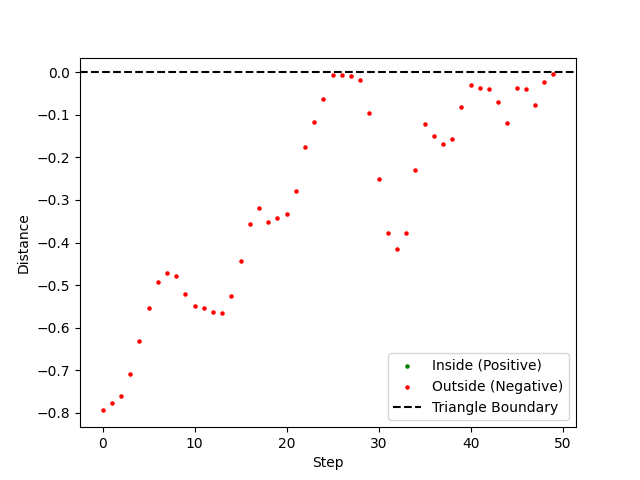 0.0
−0.1
−0.2
−0.3
−0.4
−0.5
−0.6
−0.7
−0.8
Distance
0 10 20 30 40 50
Step
Inside (Positive)
Outside (Negative)
Triangle Boundary